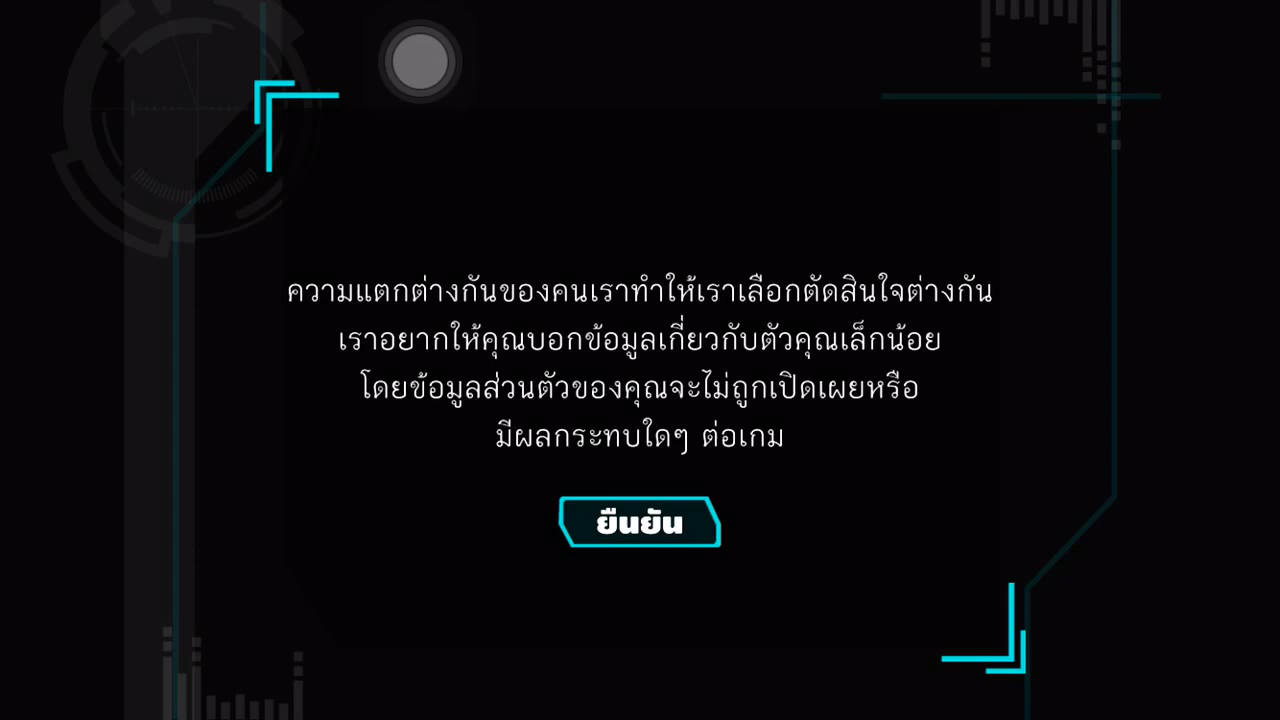 ความแตกต่างกันของคนเราทำให้เราเลือกตัดสินใจต่างกัน
เราอยากให้คุณบอกข้อมูลเกี่ยวกับตัวคุณเล็กน้อย
โดยข้อมูลส่วนตัวของคุณจะไม่ถูกเปิดเผยหรือ
มีผลกระทบใดๆ ต่อเกม
ยืนยัน